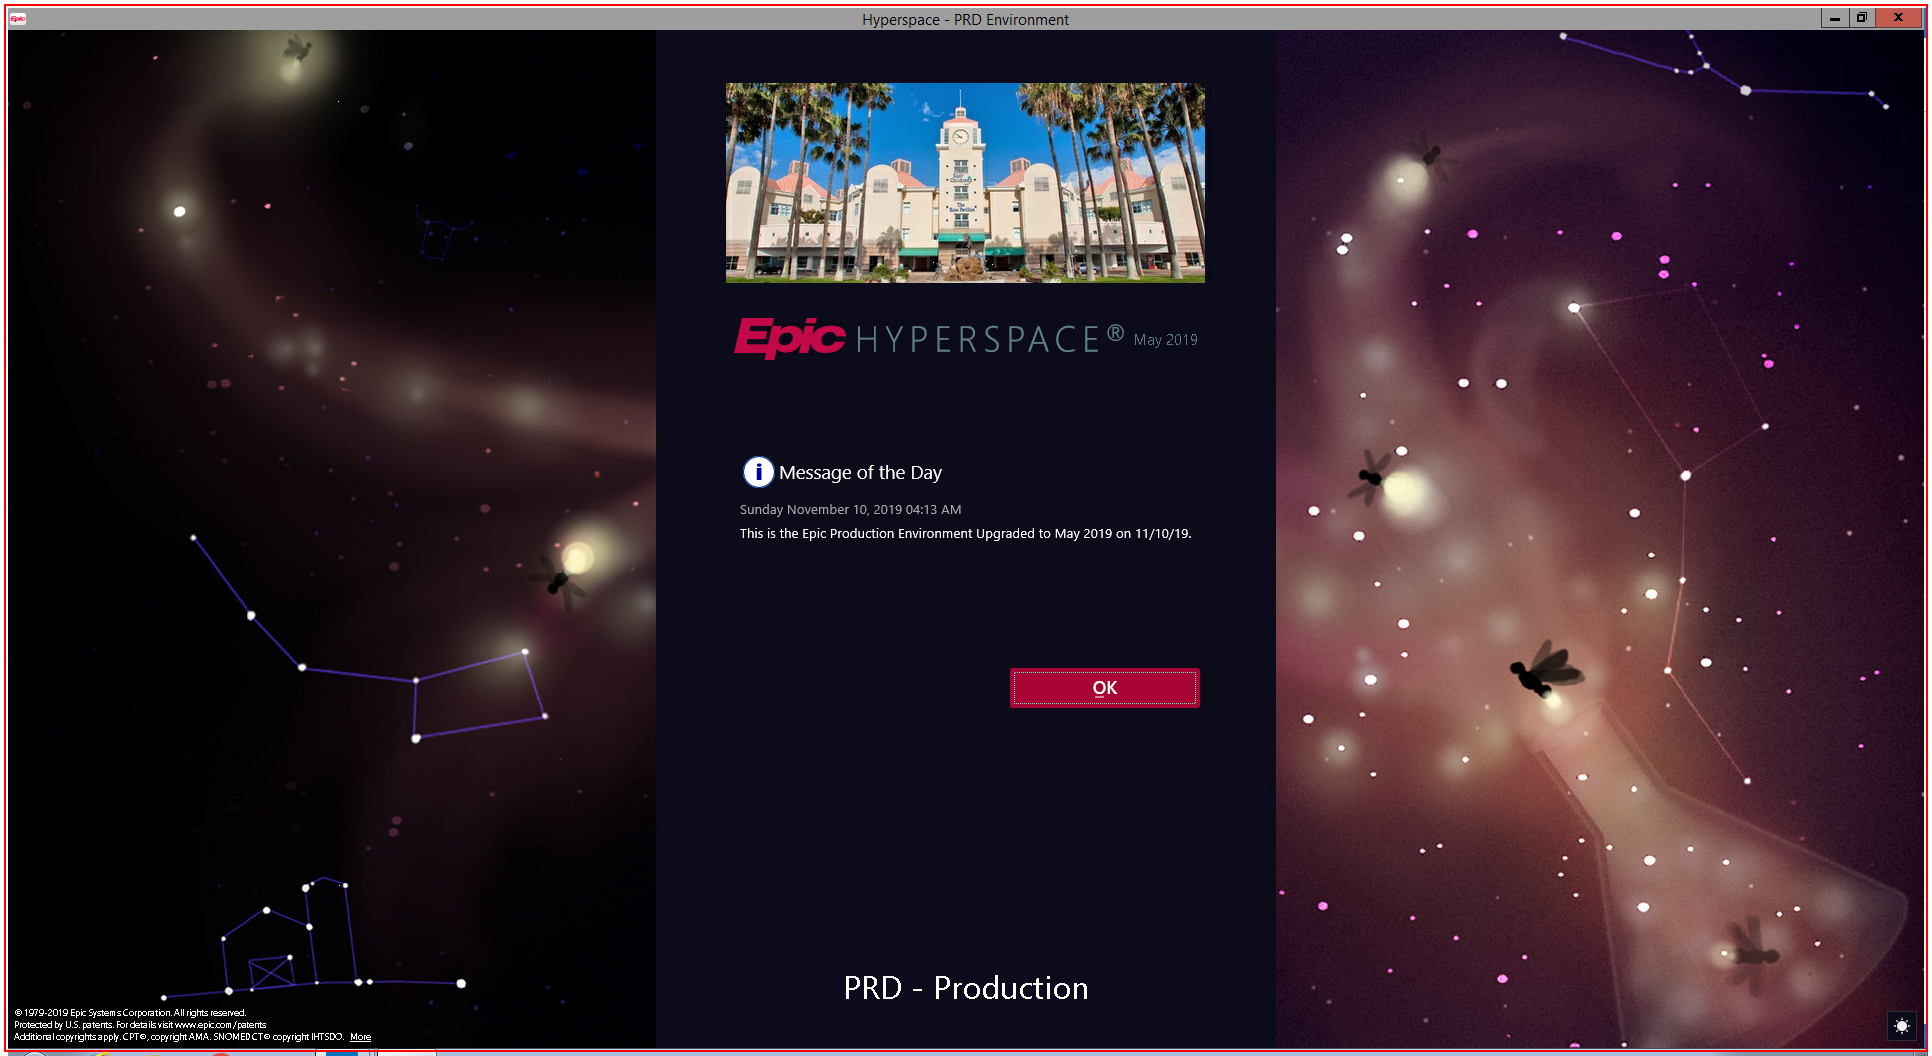 Epic
Hyperspace - PRD Environment
Epic HYPERSPACE® May 2019
i Message of the Day
Sunday November 10, 2019 04:13 AM
This is the Epic Production Environment Upgraded to May 2019 on 11/10/19.
OK
PRD - Production
© 1979-2019 Epic Systems Corporation. All rights reserved.
Protected by U.S. patents. For details visit www.epic.com/patents
Additional copyrights apply. CPT©, copyright AMA. SNOMED CT© copyright IHTSDO. More